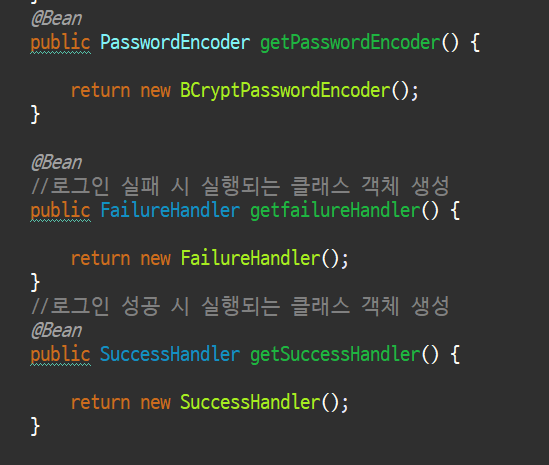 @Bean
public PasswordEncoder getPasswordEncoder() {
return new BCryptPasswordEncoder();
}
@Bean
//로그인 실패 시 실행되는 클래스 객체 생성
public FailureHandler getfailureHandler() {
return new FailureHandler();
}
//로그인 성공 시 실행되는 클래스 객체 생성
@Bean
public SuccessHandler getSuccessHandler() {
return new SuccessHandler();
}